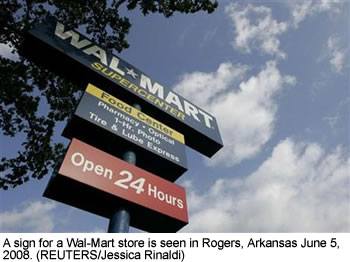 WAL★MART
SUPERCENTER
Food Center
Pharmacy • Optical
1-Hr. Photo
Tire & Lube Express
Open 24 Hours
A sign for a Wal-Mart store is seen in Rogers, Arkansas June 5,
2008. (REUTERS/Jessica Rinaldi)